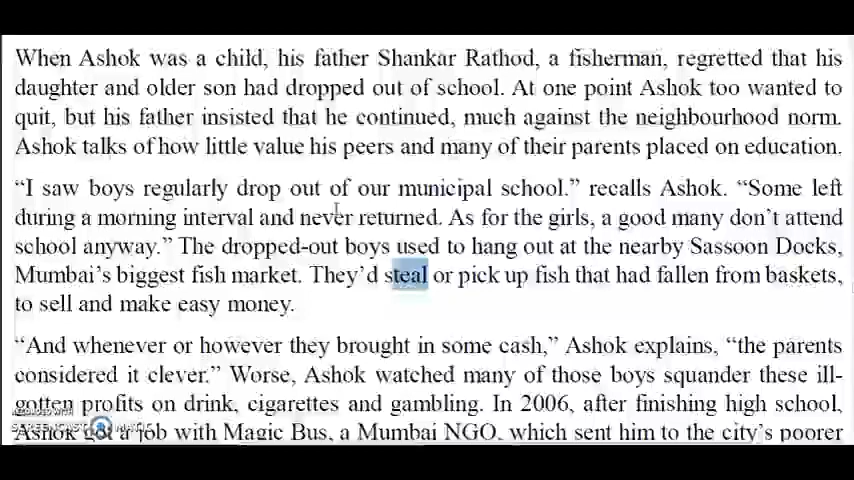 When Ashok was a child, his father Shankar Rathod, a fisherman, regretted that his
daughter and older son had dropped out of school. At one point Ashok too wanted to
quit, but his father insisted that he continued, much against the neighbourhood norm.
Ashok talks of how little value his peers and many of their parents placed on education.
“I saw boys regularly drop out of our municipal school.” recalls Ashok. “Some left
during a morning interval and never returned. As for the girls, a good many don’t attend
school anyway.” The dropped-out boys used to hang out at the nearby Sassoon Docks,
Mumbai’s biggest fish market. They’d steal or pick up fish that had fallen from baskets,
to sell and make easy money.
“And whenever or however they brought in some cash,” Ashok explains, “the parents
considered it clever.” Worse, Ashok watched many of those boys squander these ill-
gotten profits on drink, cigarettes and gambling. In 2006, after finishing high school,
RECORDED WITH
SCREENCAST MATIC
Ashok got a job with Magic Bus, a Mumbai NGO, which sent him to the city’s poorer